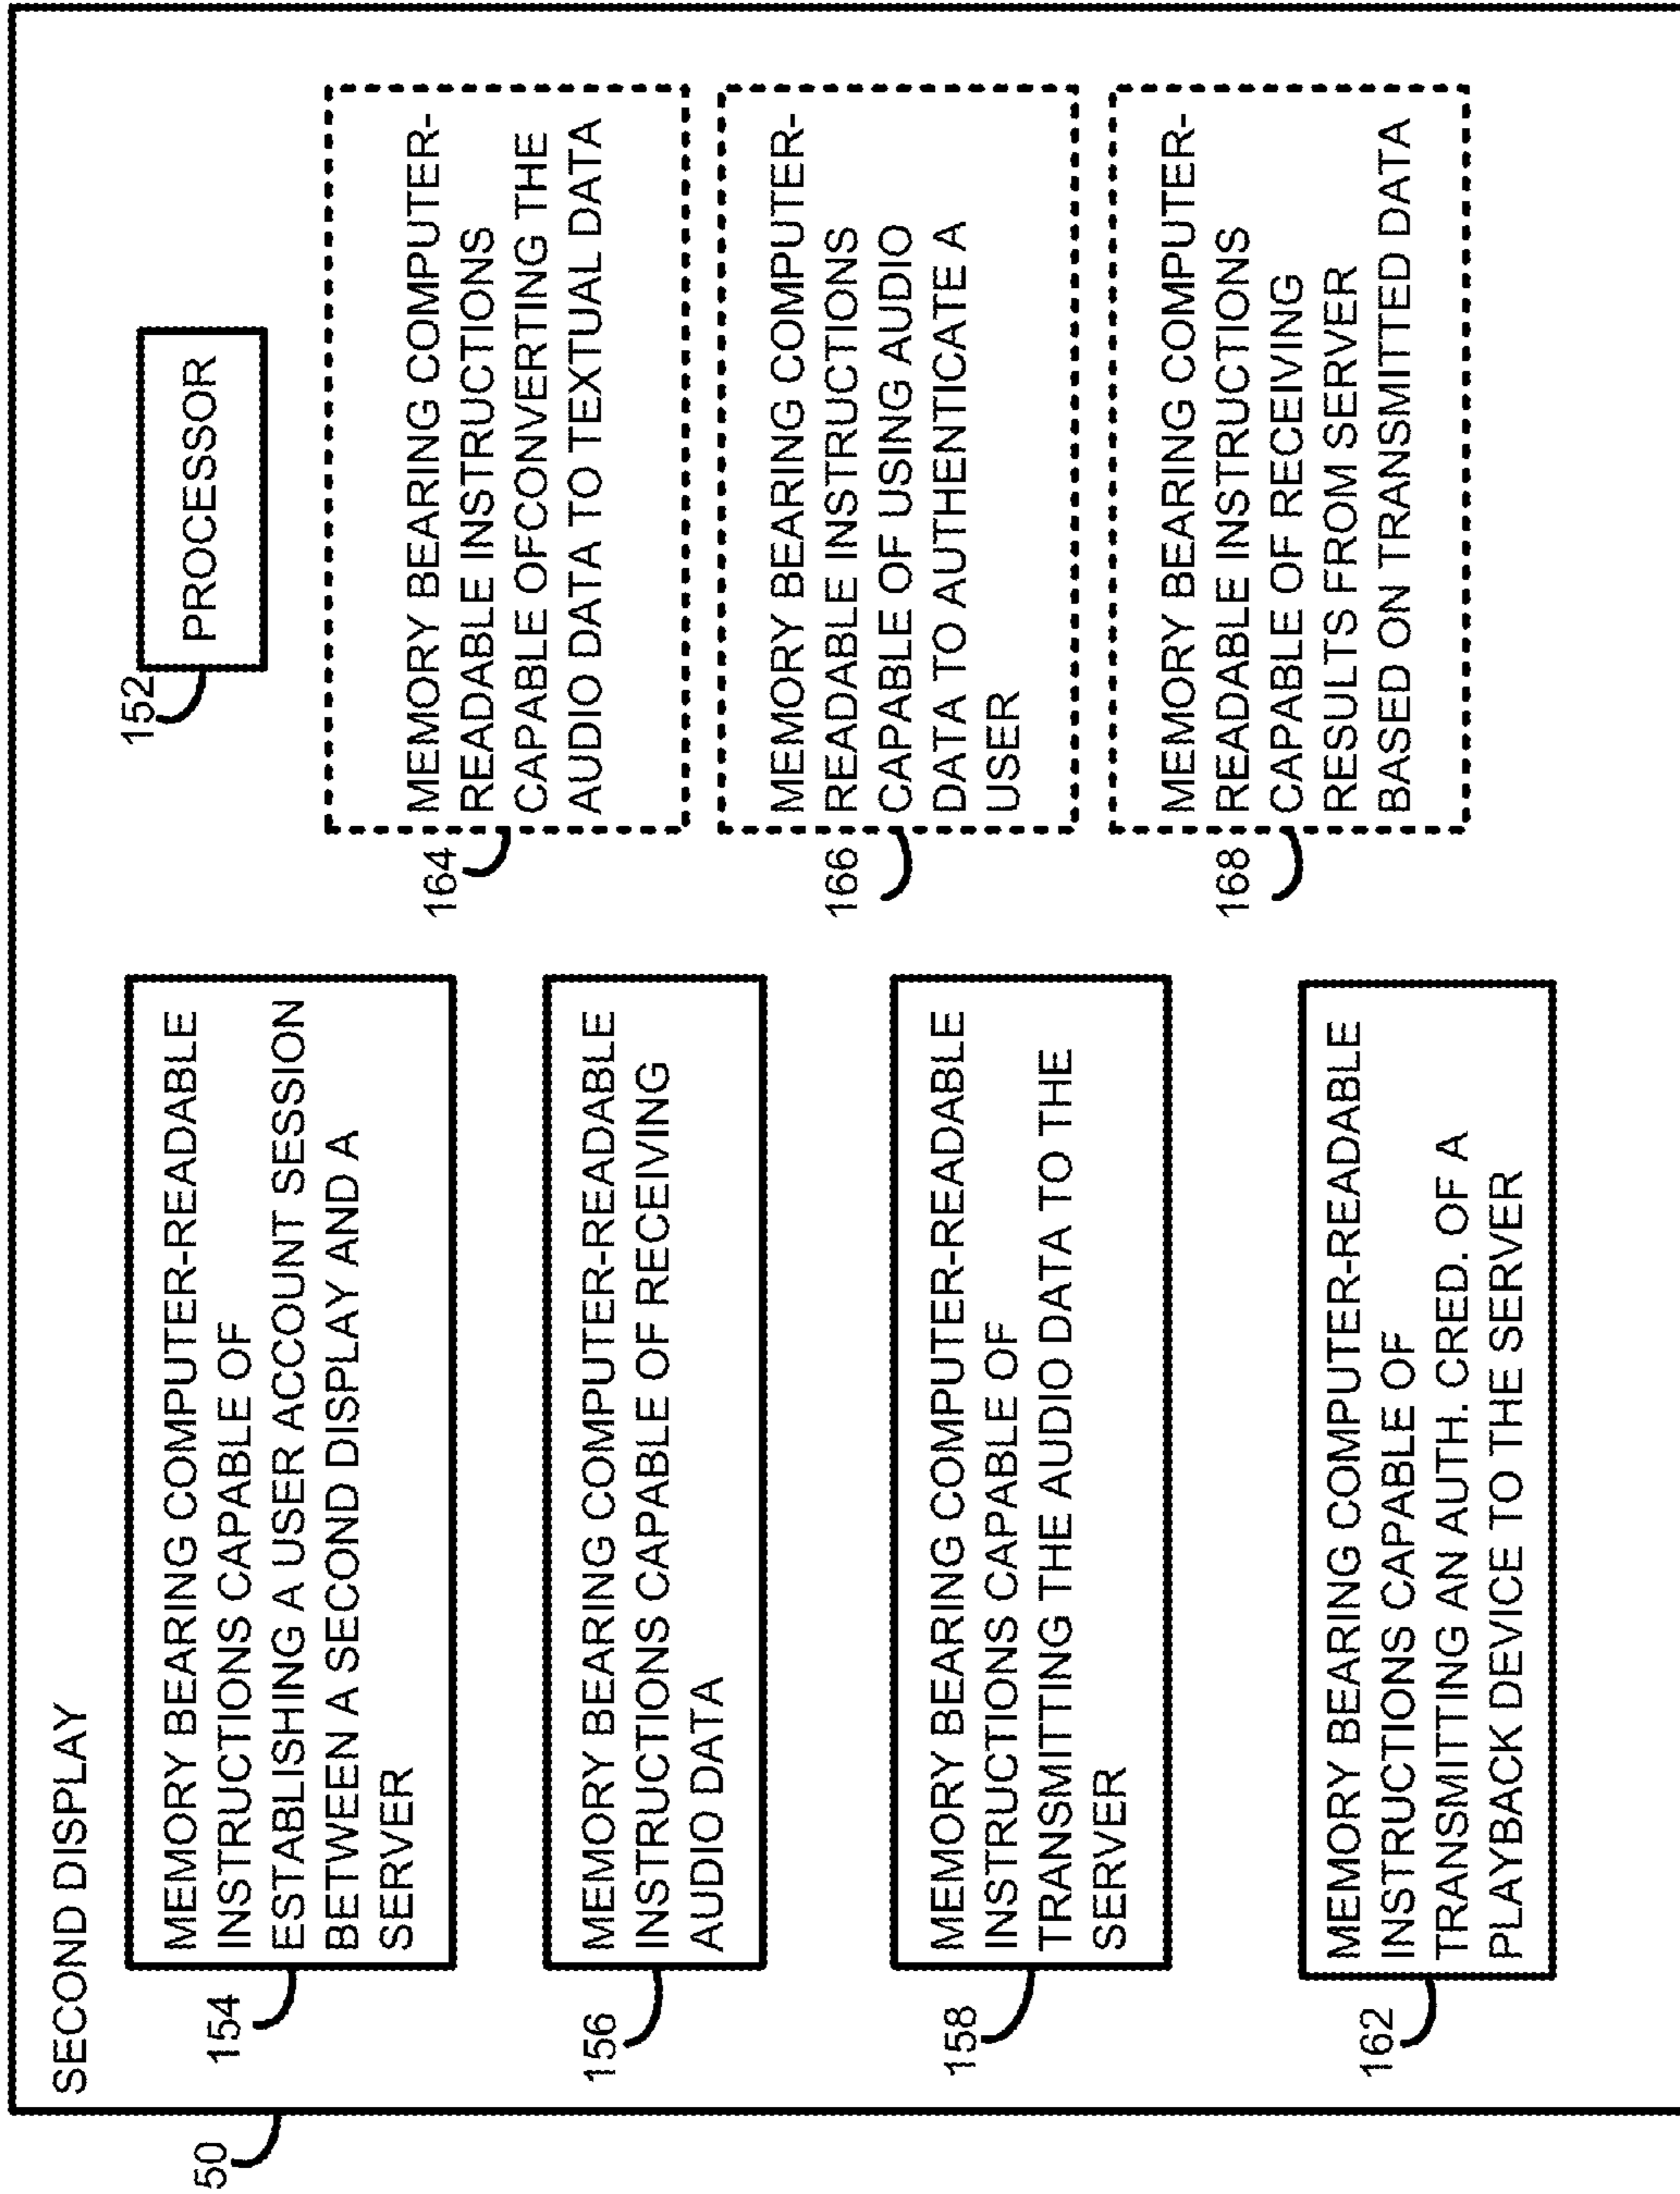 SECOND DISPLAY
50
152
PROCESSOR
154
MEMORY BEARING COMPUTER-READABLE
INSTRUCTIONS CAPABLE OF
ESTABLISHING A USER ACCOUNT SESSION
BETWEEN A SECOND DISPLAY AND A
SERVER
156
MEMORY BEARING COMPUTER-READABLE
INSTRUCTIONS CAPABLE OF RECEIVING
AUDIO DATA
158
MEMORY BEARING COMPUTER-READABLE
INSTRUCTIONS CAPABLE OF
TRANSMITTING THE AUDIO DATA TO THE
SERVER
162
MEMORY BEARING COMPUTER-READABLE
INSTRUCTIONS CAPABLE OF
TRANSMITTING AN AUTH. CRED. OF A
PLAYBACK DEVICE TO THE SERVER
164
MEMORY BEARING COMPUTER-
READABLE INSTRUCTIONS
CAPABLE OFCONVERTING THE
AUDIO DATA TO TEXTUAL DATA
166
MEMORY BEARING COMPUTER-
READABLE INSTRUCTIONS
CAPABLE OF USING AUDIO
DATA TO AUTHENTICATE A
USER
168
MEMORY BEARING COMPUTER-
READABLE INSTRUCTIONS
CAPABLE OF RECEIVING
RESULTS FROM SERVER
BASED ON TRANSMITTED DATA